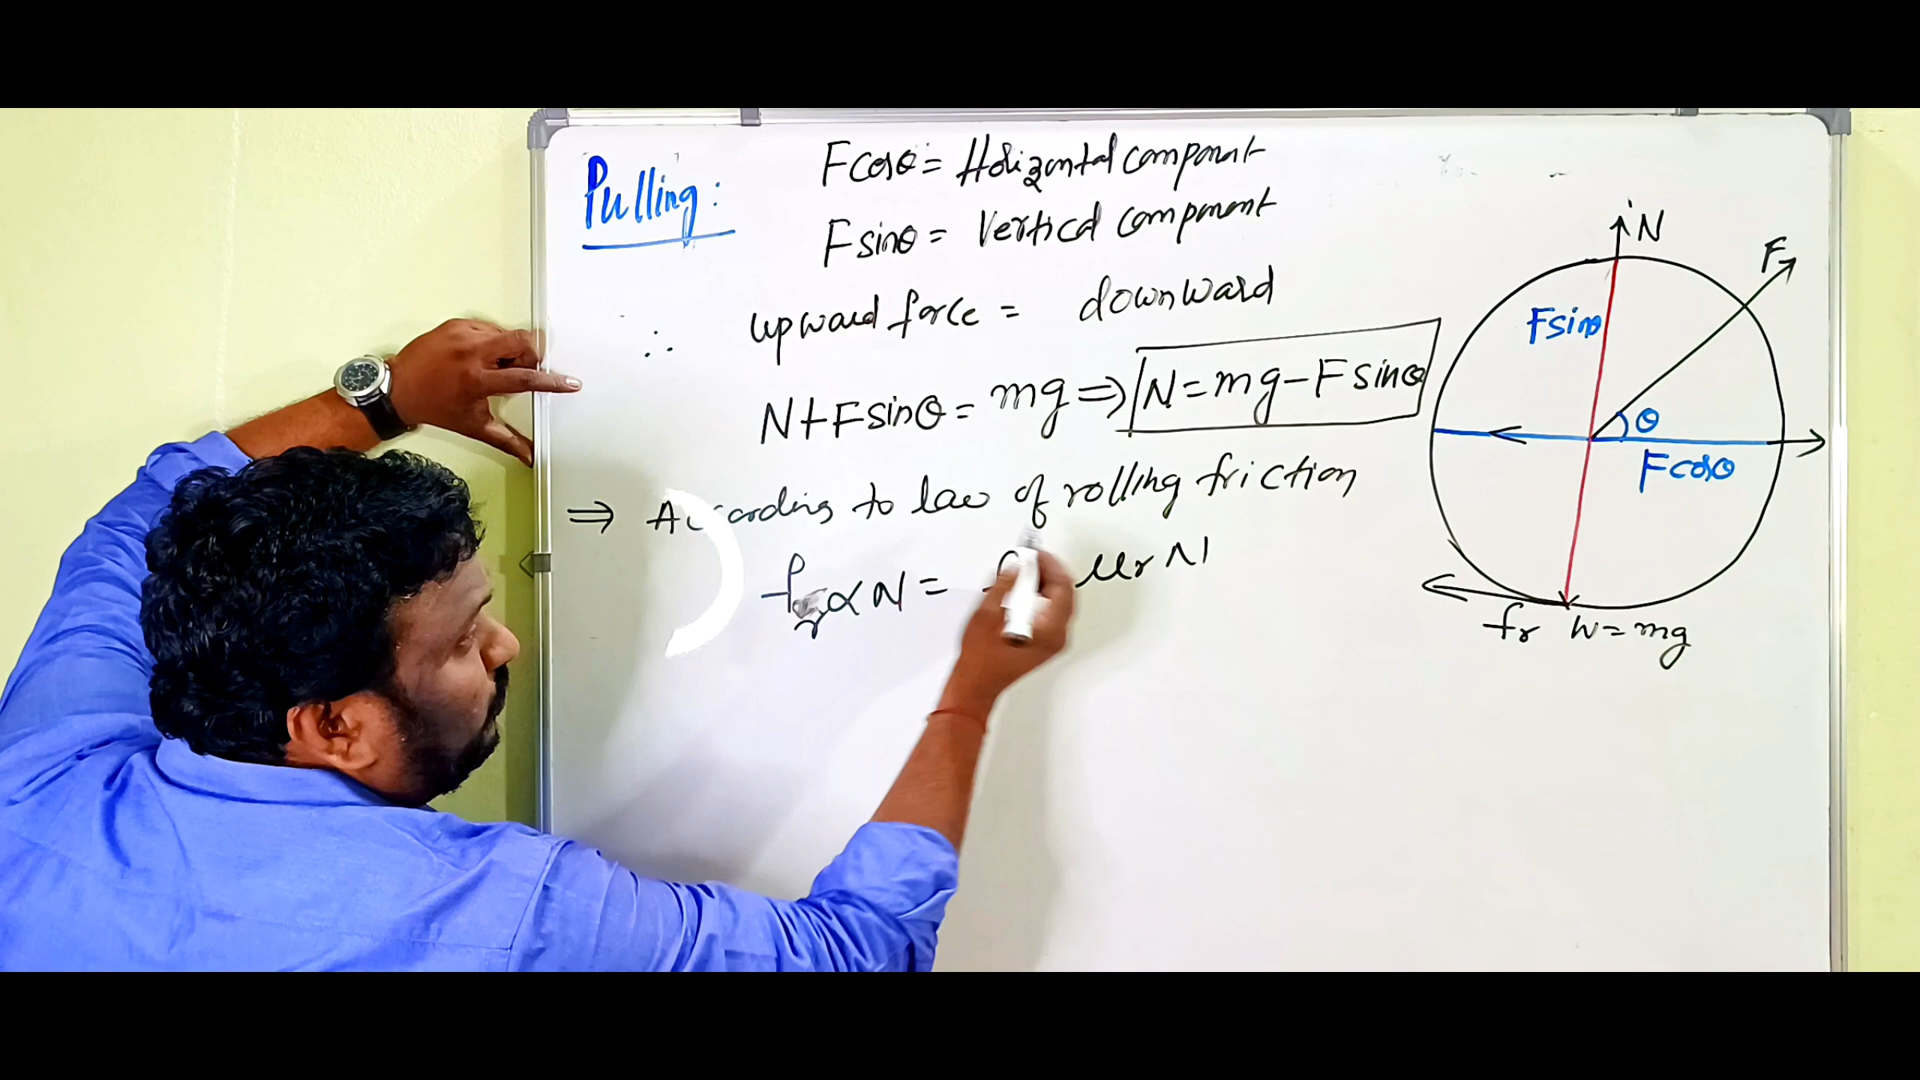 Pulling:
Fcosθ = Horizontal component
Fsinθ = Vertical component
∴ upward force = downward
N+Fsinθ = mg ⇒ N=mg-Fsinθ
⇒ According to law of rolling friction
fr ∝ N = μr N
N
F
Fsinθ
θ
Fcosθ
fr W=mg